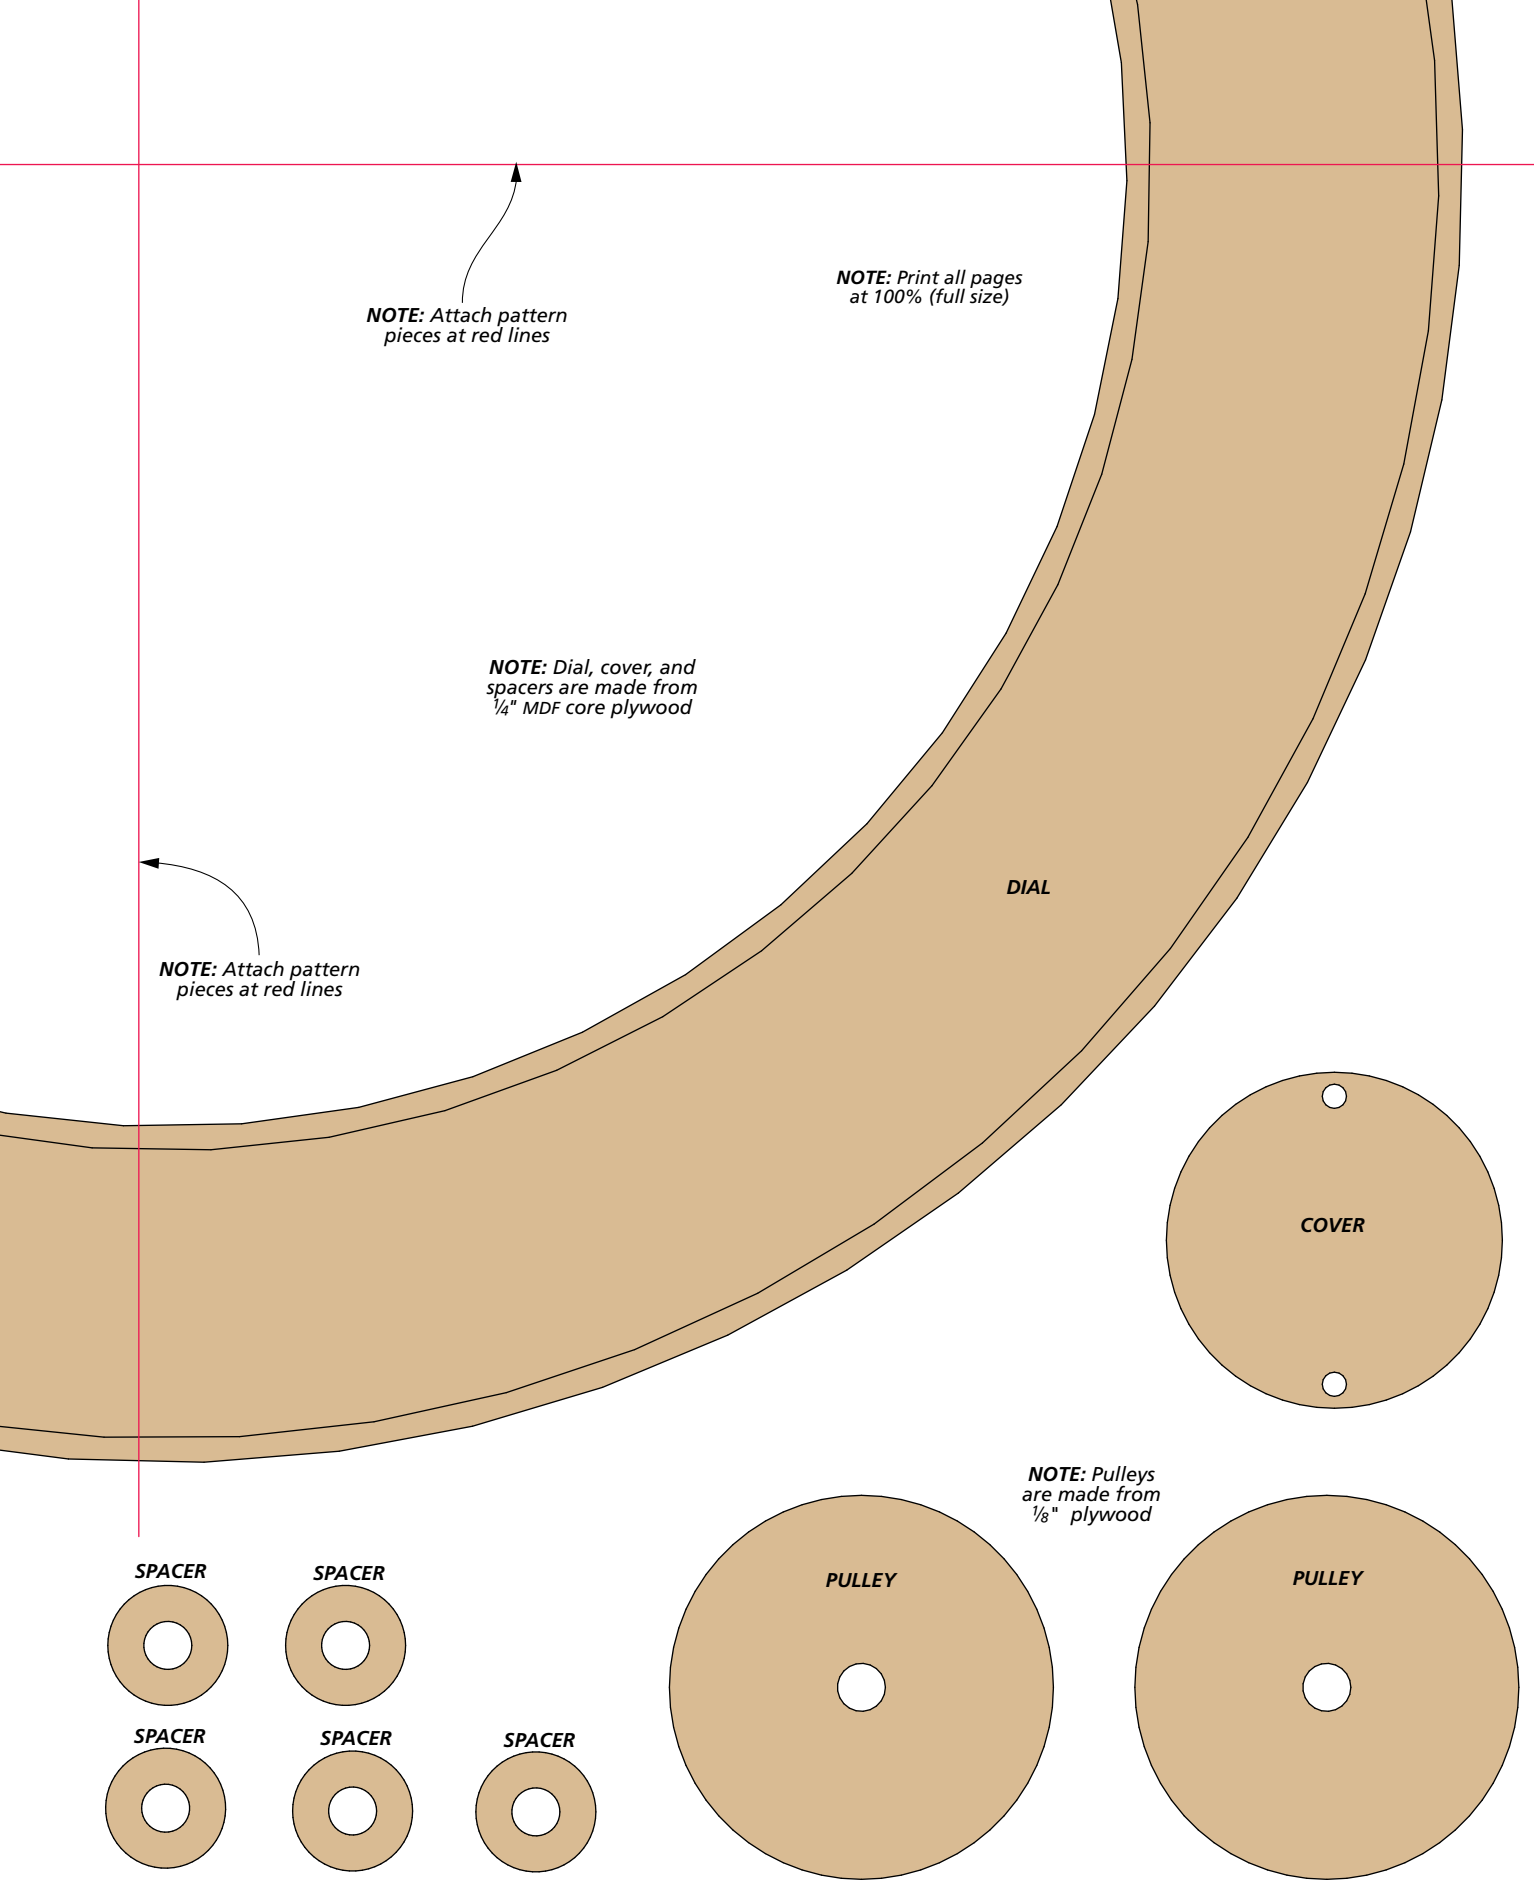 NOTE: Print all pages
at 100% (full size)
NOTE: Attach pattern
pieces at red lines
NOTE: Dial, cover, and
spacers are made from
1/4" MDF core plywood
DIAL
NOTE: Attach pattern
pieces at red lines
COVER
NOTE: Pulleys
are made from
1/8" plywood
SPACER
SPACER
PULLEY
PULLEY
SPACER
SPACER
SPACER